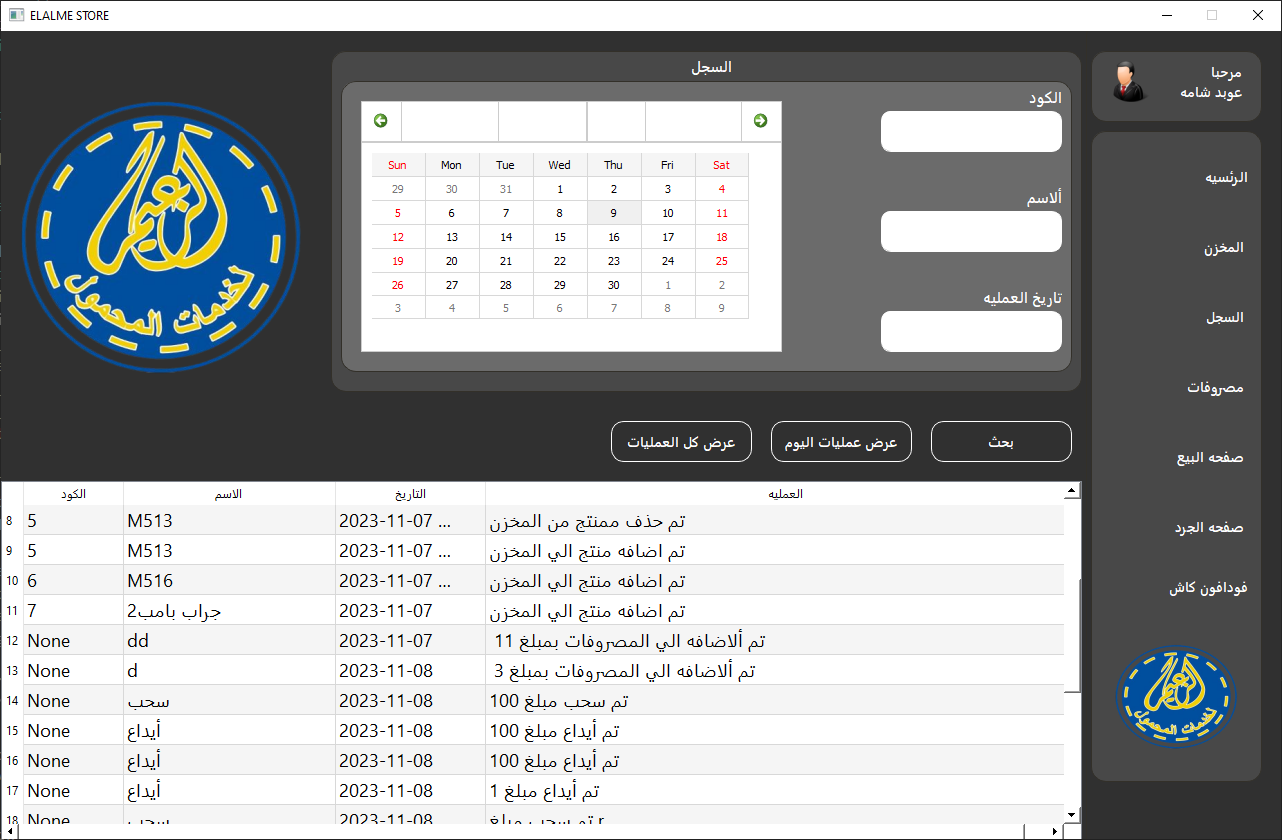 ELALME STORE
مرحبا
عوبد شامه
الرئسيه
المخزن
السجل
مصروفات
صفحه البيع
صفحه الجرد
فودافون كاش
الزعيم
لخدمات المحمول
السجل
الكود
ألاسم
تاريخ العمليه
Sun Mon Tue Wed Thu Fri Sat
29 30 31 1 2 3 4
5 6 7 8 9 10 11
12 13 14 15 16 17 18
19 20 21 22 23 24 25
26 27 28 29 30 1 2
3 4 5 6 7 8 9
بحث
عرض عمليات اليوم
عرض كل العمليات
الكود الاسم التاريخ العمليه
8 5 M513 2023-11-07 ... تم حذف ممنتج من المخزن
9 5 M513 2023-11-07 ... تم اضافه منتج الي المخزن
10 6 M516 2023-11-07 ... تم اضافه منتج الي المخزن
11 7 جراب بامب2 2023-11-07 تم اضافه منتج الي المخزن
12 None dd 2023-11-07 تم ألاضافه الي المصروفات بمبلغ 11
13 None d 2023-11-08 تم ألاضافه الي المصروفات بمبلغ 3
14 None سحب 2023-11-08 تم سحب مبلغ 100
15 None أيداع 2023-11-08 تم أيداع مبلغ 100
16 None أيداع 2023-11-08 تم أيداع مبلغ 100
17 None أيداع 2023-11-08 تم أيداع مبلغ 1
18 None سحب 2023-11-08 تم سحب مبلغ
الزعيم
لخدمات المحمول